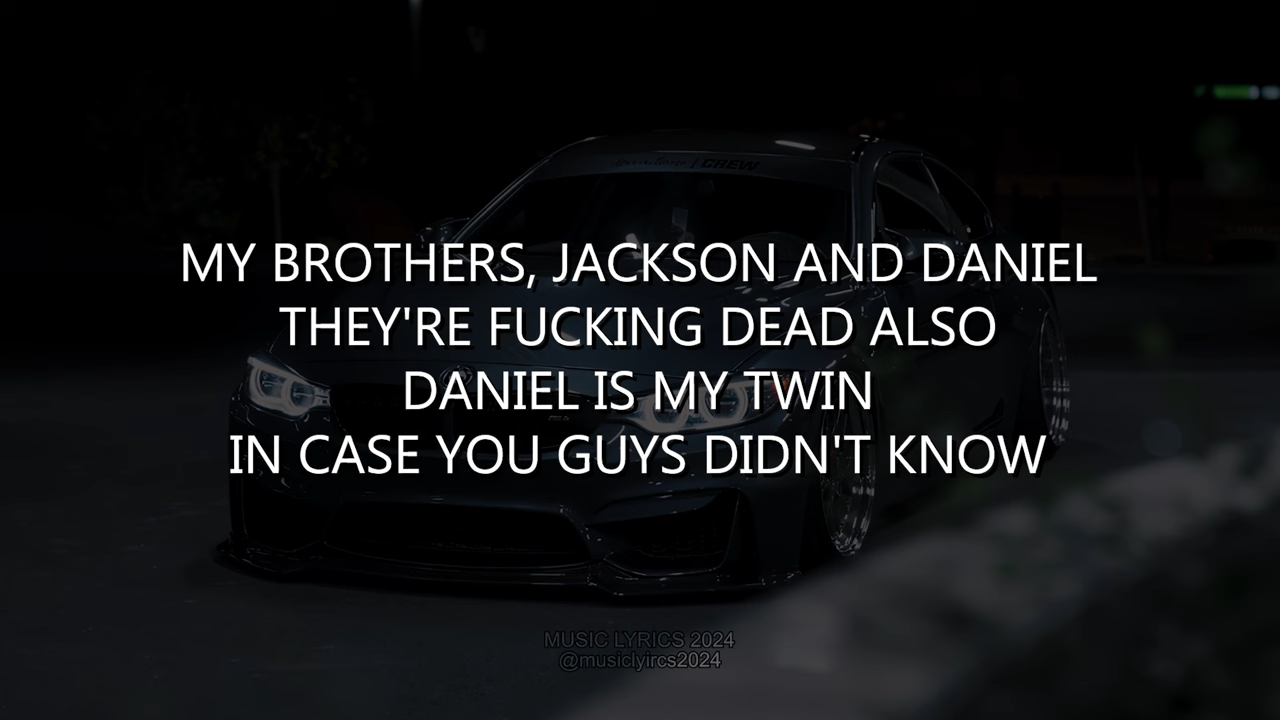 CREW
MY BROTHERS, JACKSON AND DANIEL
THEY'RE FUCKING DEAD ALSO
DANIEL IS MY TWIN
IN CASE YOU GUYS DIDN'T KNOW
MUSIC LYRICS 2024
@musiclyircs2024